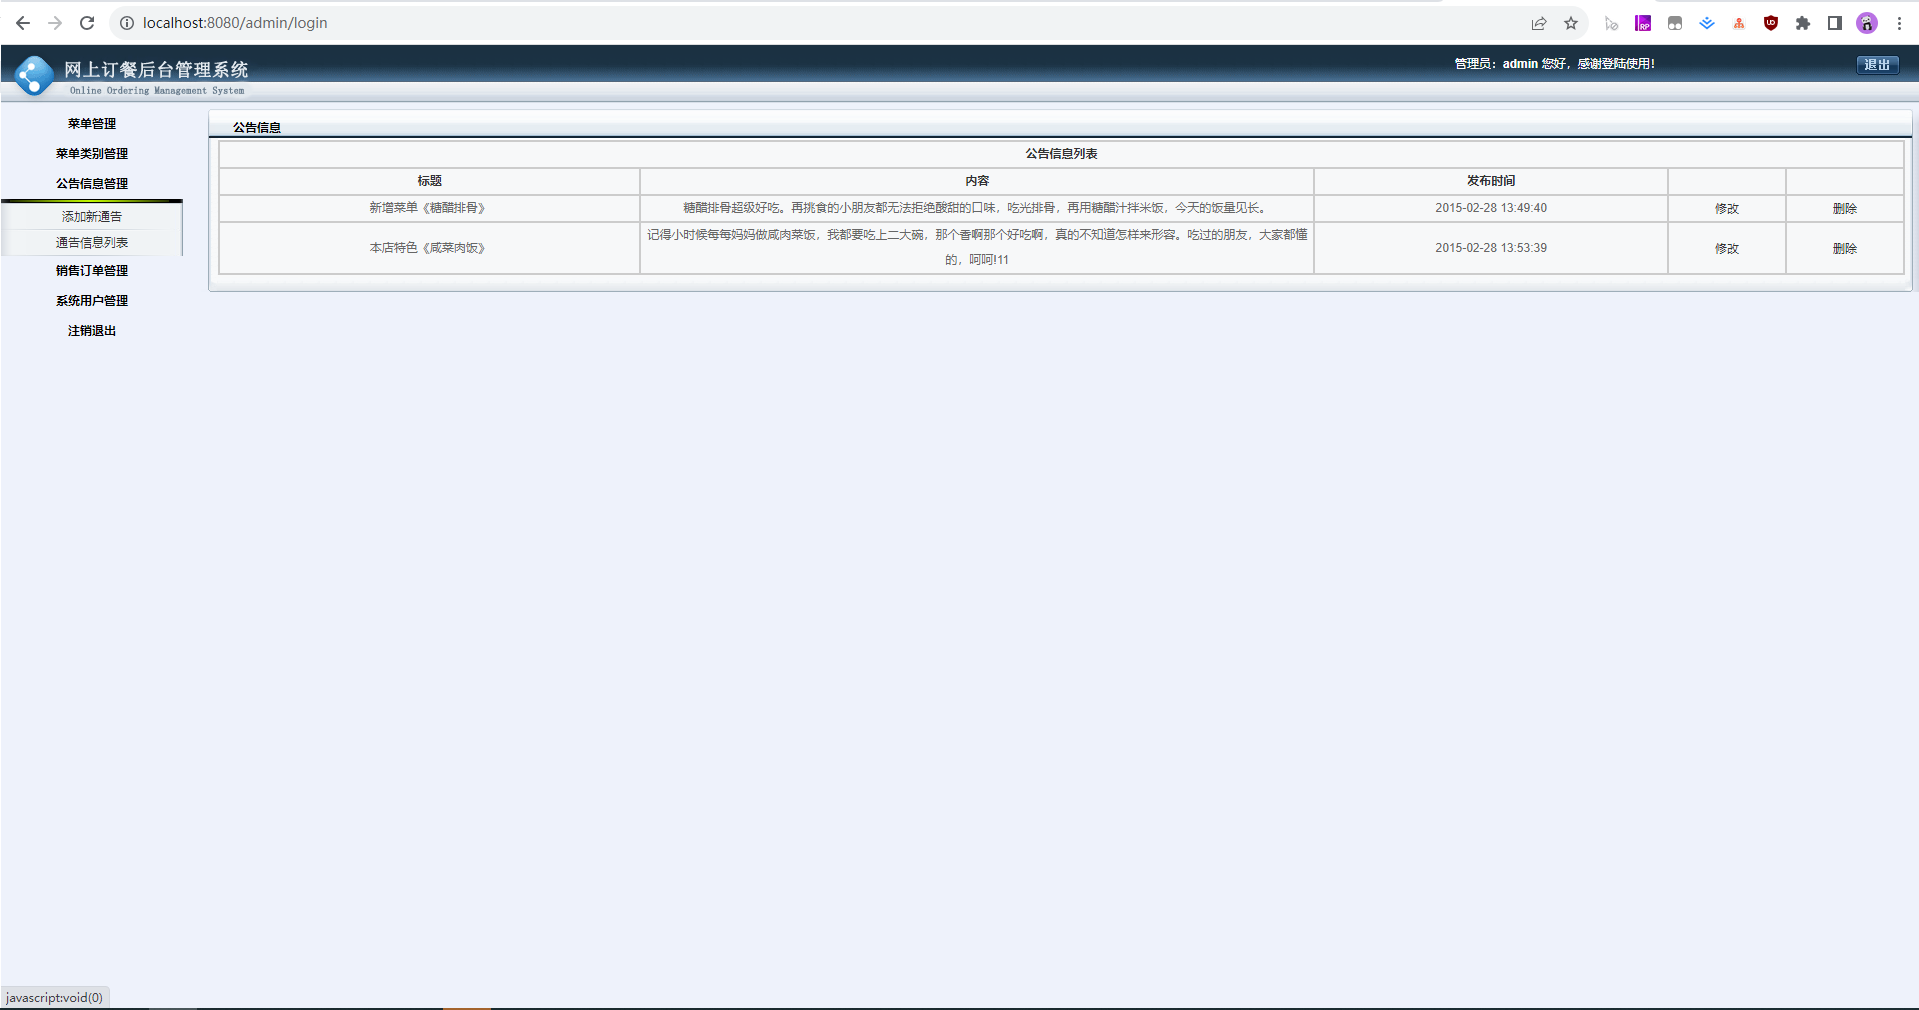 localhost:8080/admin/login
网上订餐后台管理系统
Online Ordering Management System
管理员：admin 您好，感谢登陆使用！
退出
菜单管理
菜单类别管理
公告信息管理
添加新通告
通告信息列表
销售订单管理
系统用户管理
注销退出
公告信息
公告信息列表
标题 内容 发布时间
新增菜单《糖醋排骨》 糖醋排骨超级好吃。再挑食的小朋友都无法拒绝酸甜的口味，吃光排骨，再用糖醋汁拌米饭，今天的饭量见长。 2015-02-28 13:49:40 修改 删除
本店特色《咸菜肉饭》 记得小时候每每妈妈做咸肉菜饭，我都要吃上二大碗，那个香啊那个好吃啊，真的不知道怎样来形容。吃过的朋友，大家都懂
的，呵呵!11 2015-02-28 13:53:39 修改 删除
javascript:void(0)